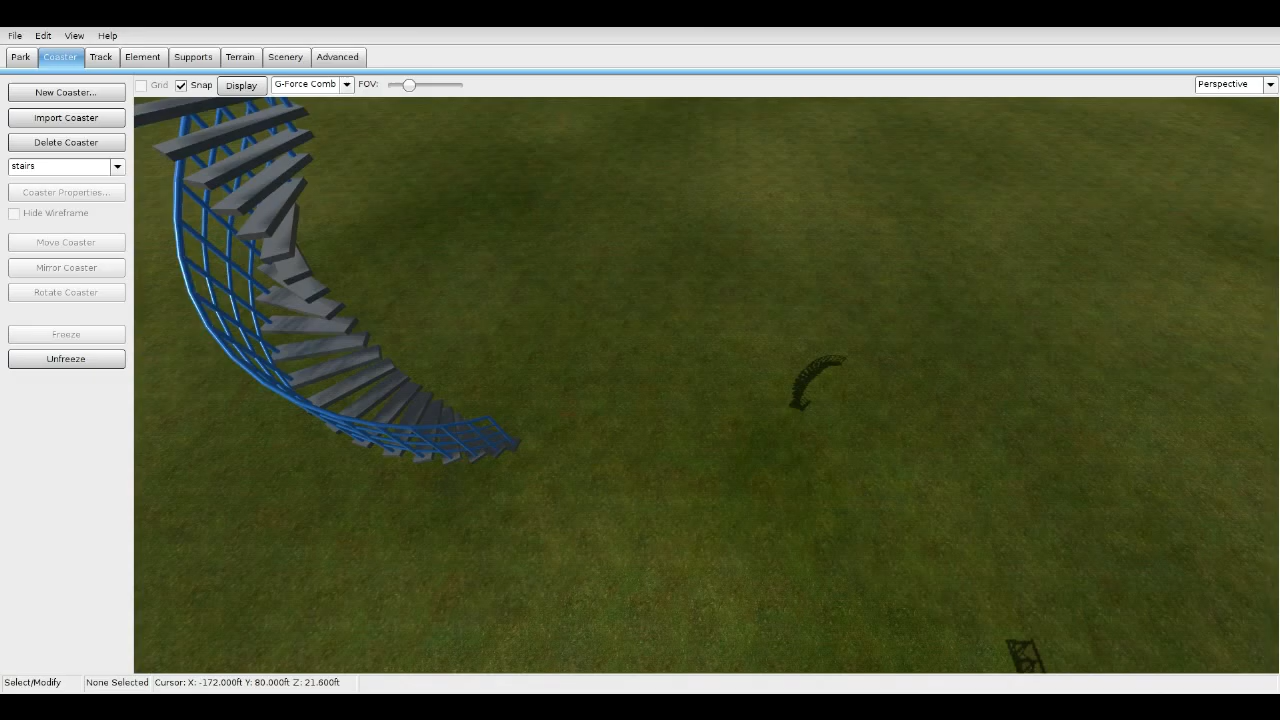 File Edit View Help
Park Coaster Track Element Supports Terrain Scenery Advanced
Grid Snap Display G-Force Comb FOV: Perspective
New Coaster...
Import Coaster
Delete Coaster
stairs
Coaster Properties...
Hide Wireframe
Move Coaster
Mirror Coaster
Rotate Coaster
Freeze
Unfreeze
Select/Modify None Selected Cursor: X: -172.000ft Y: 80.000ft Z: 21.600ft